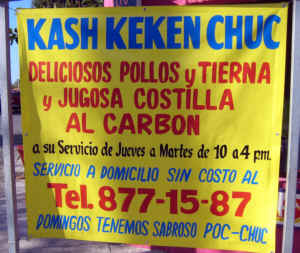 KASH KEKEN CHUC
DELICIOSOS POLLOS y TIERNA
y JUGOSA COSTILLA
AL CARBON
a su Servicio de Jueves a Martes de 10 a 4 pm.
SERVICIO A DOMICILIO SIN COSTO AL
Tel. 877-15-87
DOMINGOS TENEMOS SABROSO POC-CHUC